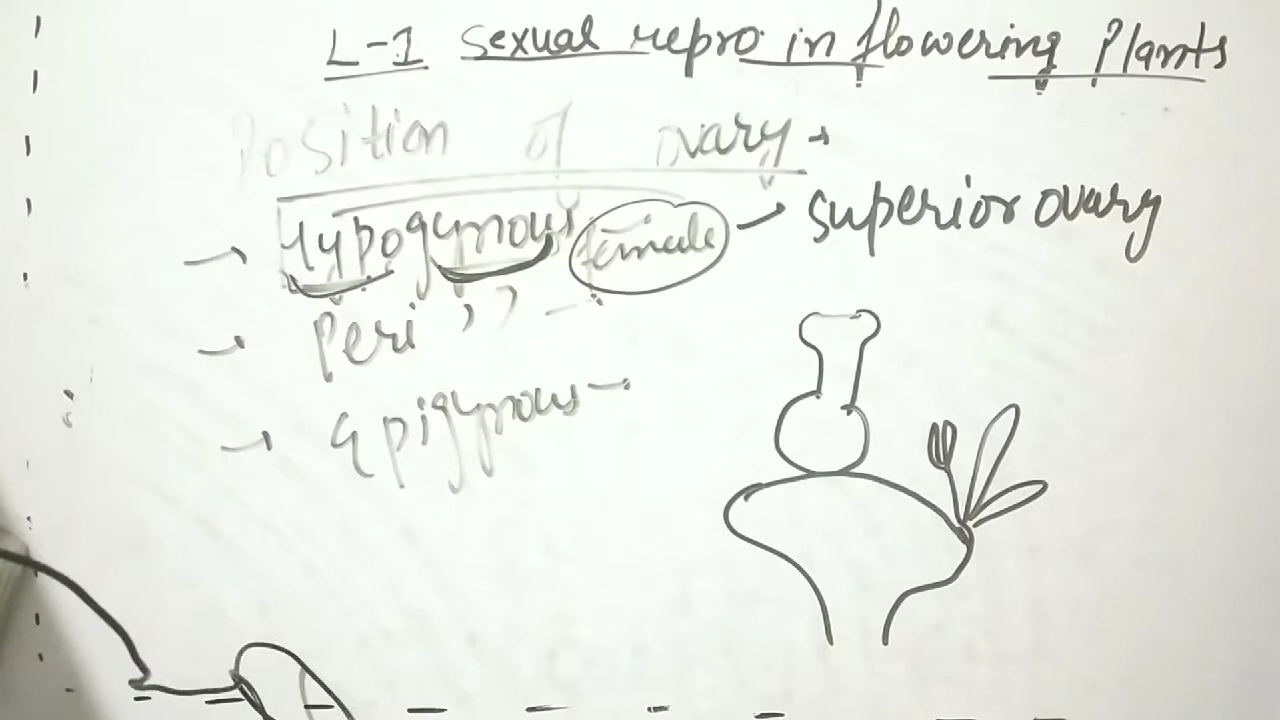 L-1 sexual repro. in flowering Plants
Position of ovary →
→ Hypogynous female → superior ovary
→ Peri ,, –
→ Epigynous →